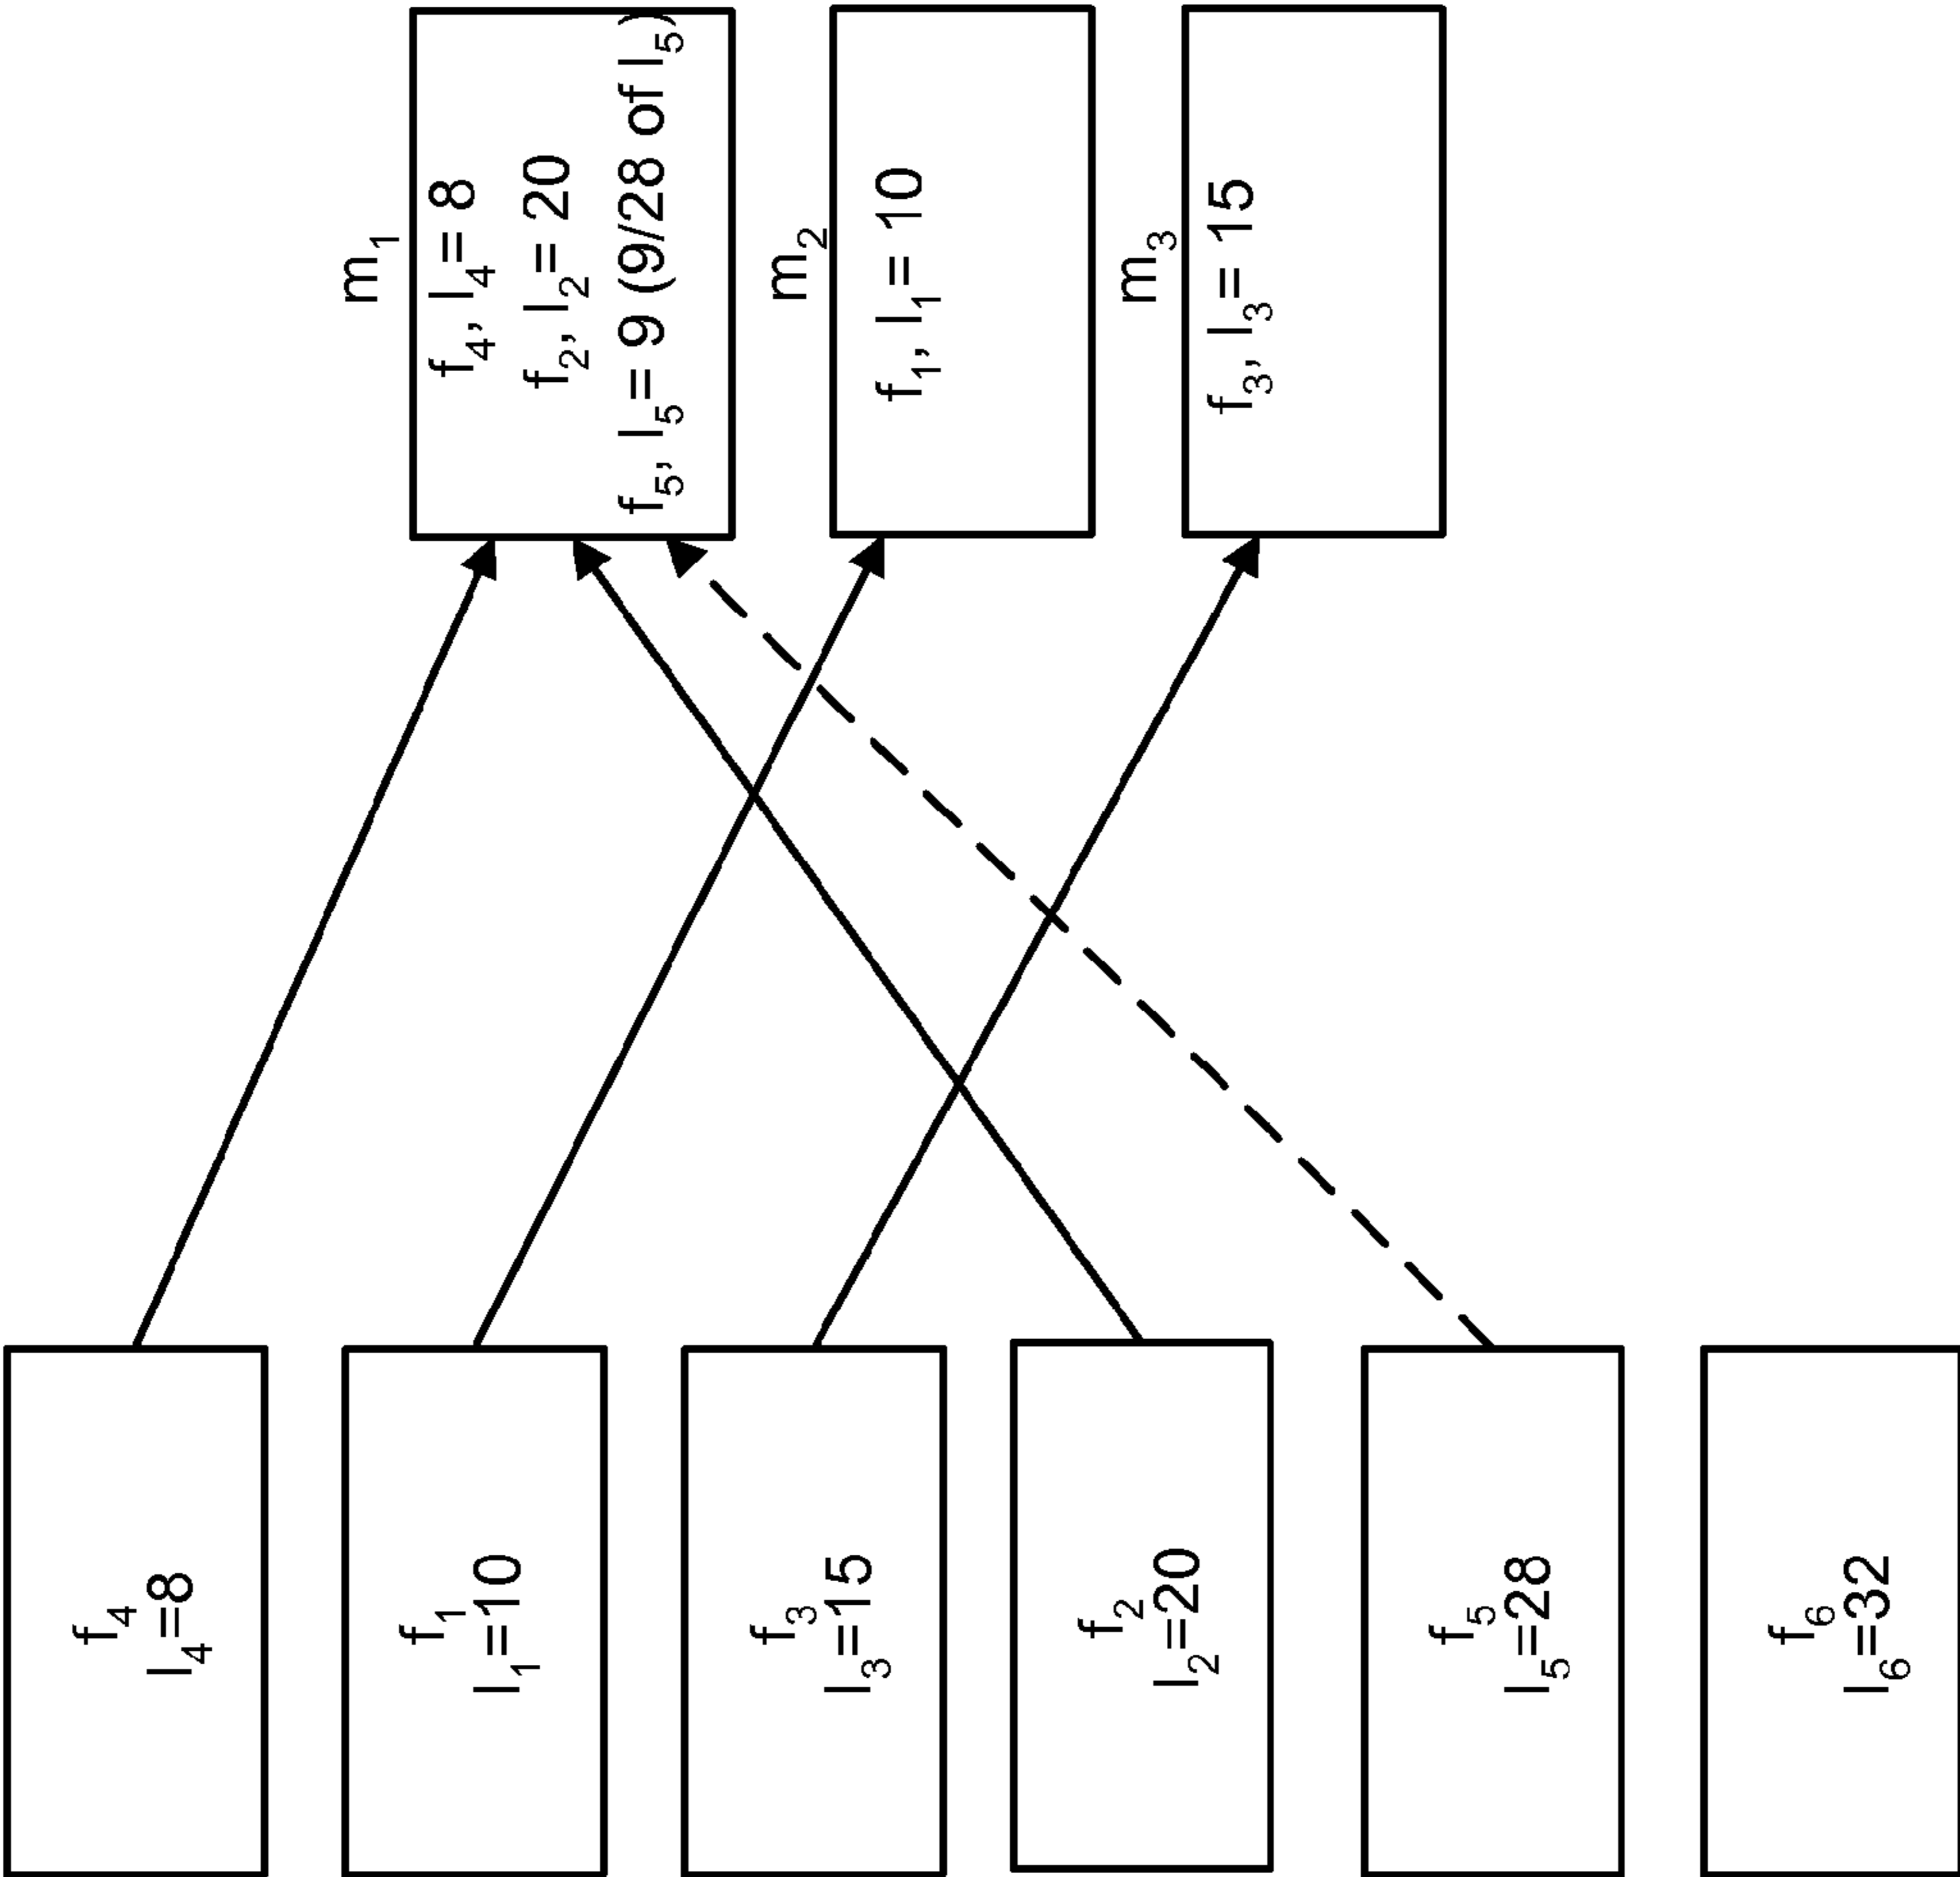 f4
l4=8
f1
l1=10
f3
l3=15
f2
l2=20
f5
l5=28
f6
l6=32
m1
f4, l4= 8
f2, l2= 20
f5, l5= 9 (9/28 of l5)
m2
f1, l1= 10
m3
f3, l3= 15